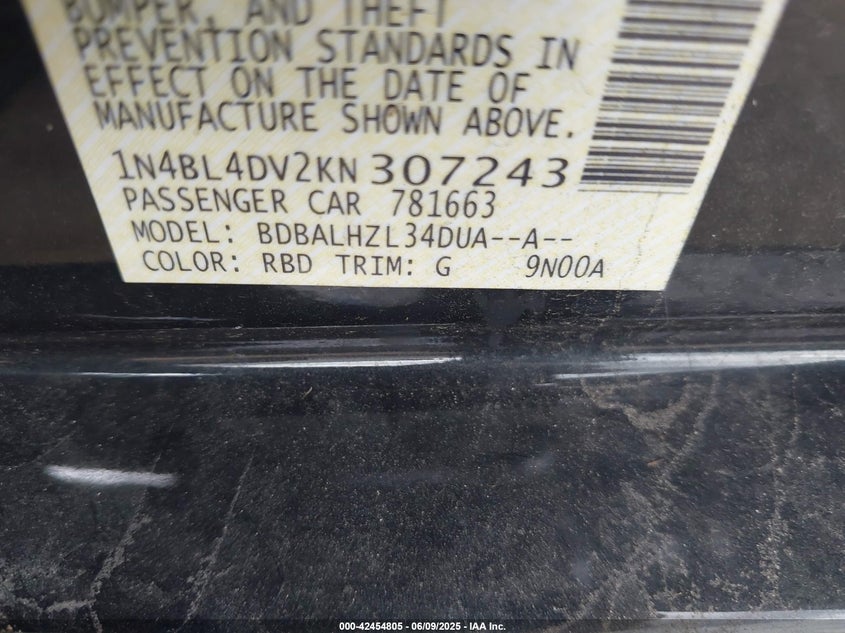 BUMPER, AND THEFT
PREVENTION STANDARDS IN
EFFECT ON THE DATE OF
MANUFACTURE SHOWN ABOVE.
1N4BL4DV2KN307243
PASSENGER CAR 781663
MODEL: BDBALHZL34DUA--A--
COLOR: RBD TRIM: G 9N00A
000-42454805 - 06/09/2025 - IAA Inc.